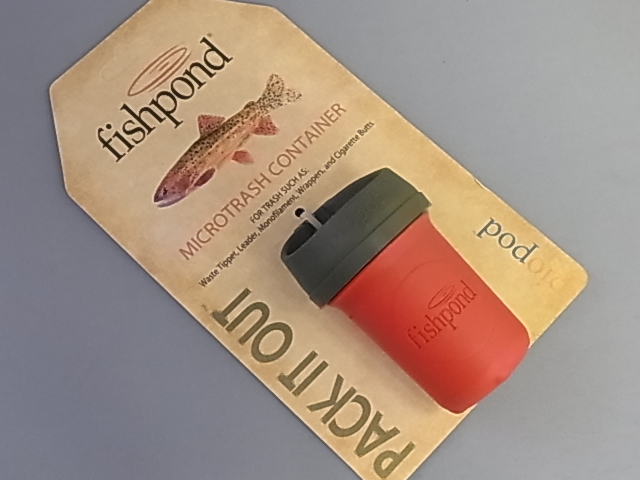 fishpond®
MICROTRASH CONTAINER
FOR TRASH SUCH AS:
Waste Tippet, Leader, Monofilament, Wrappers, and Cigarette Butts
PACK IT OUT
fishpond
piopod